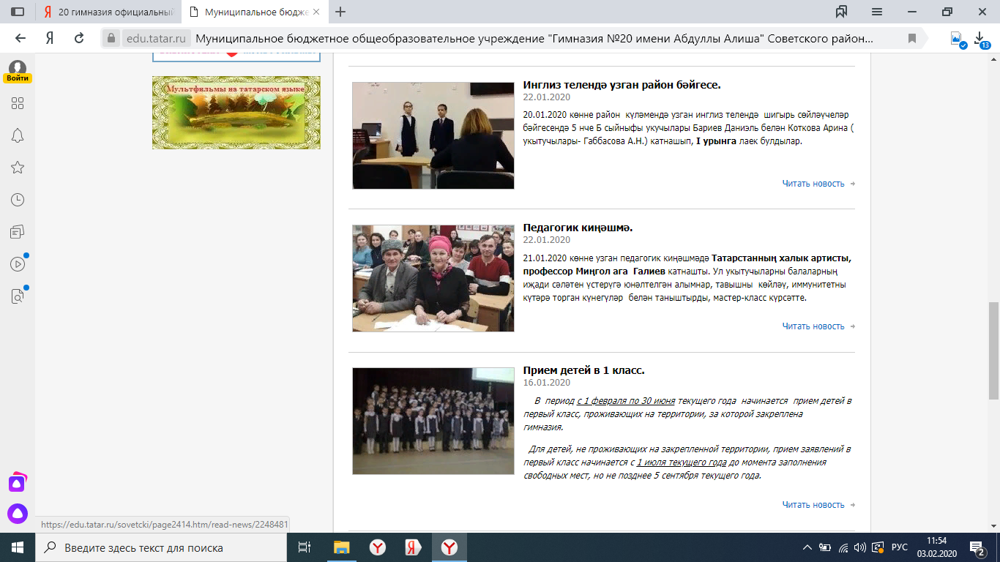 20 гимназия официальный
Муниципальное бюдже
edu.tatar.ru Муниципальное бюджетное общеобразовательное учреждение "Гимназия №20 имени Абдуллы Алиша" Советского район...
13
Войти
Мультфильмы на татарском языке
Инглиз телендә узган район бәйгесе.
22.01.2020
20.01.2020 көнне район күләмендә узган инглиз телендә шигырь сөйләүчеләр
бәйгесендә 5 нче Б сыйныфы укучылары Бариев Даниэль белән Коткова Арина (
укытучылары- Габбасова А.Н.) катнашып, I урынга лаек булдылар.
Читать новость
Педагогик киңәшмә.
22.01.2020
21.01.2020 көнне узган педагогик киңәшмәдә Татарстанның халык артисты,
профессор Миңгол ага Галиев катнашты. Ул укытучыларны балаларның
иҗади сәләтен үстерүгә юнәлтелгән алымнар, тавышны көйләү, иммунитетны
күтәрә торган күнегүләр белән таныштырды, мастер-класс күрсәтте.
Читать новость
Прием детей в 1 класс.
16.01.2020
В период с 1 февраля по 30 июня текущего года начинается прием детей в
первый класс, проживающих на территории, за которой закреплена
гимназия.
Для детей, не проживающих на закрепленной территории, прием заявлений в
первый класс начинается с 1 июля текущего года до момента заполнения
свободных мест, но не позднее 5 сентября текущего года.
Читать новость
https://edu.tatar.ru/sovetcki/page2414.htm/read-news/2248481
Введите здесь текст для поиска
РУС
11:54
03.02.2020
2